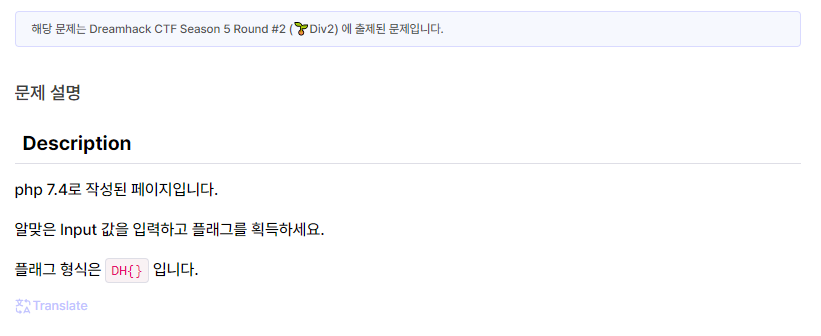 해당 문제는 Dreamhack CTF Season 5 Round #2 (🌱Div2) 에 출제된 문제입니다.
문제 설명
Description
php 7.4로 작성된 페이지입니다.
알맞은 Input 값을 입력하고 플래그를 획득하세요.
플래그 형식은 DH{} 입니다.
Translate